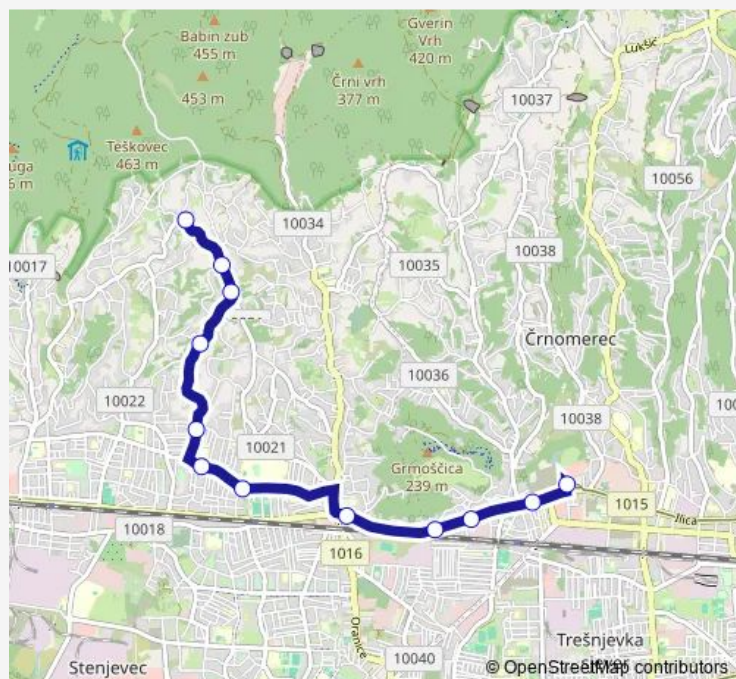 Babin zub
455 m
Gverin
Vrh
420 m
Lukšić
453 m
Črni vrh
377 m
10037
Teškovec
463 m
10056
10034
10017
10035
10038
Črnomerec
10036
10022
10038
10021
Grmoščica
239 m
1015
Ilica
10018
1016
Oranice
Trešnjevka
10040
Stenjevec
© OpenStreetMap contributors